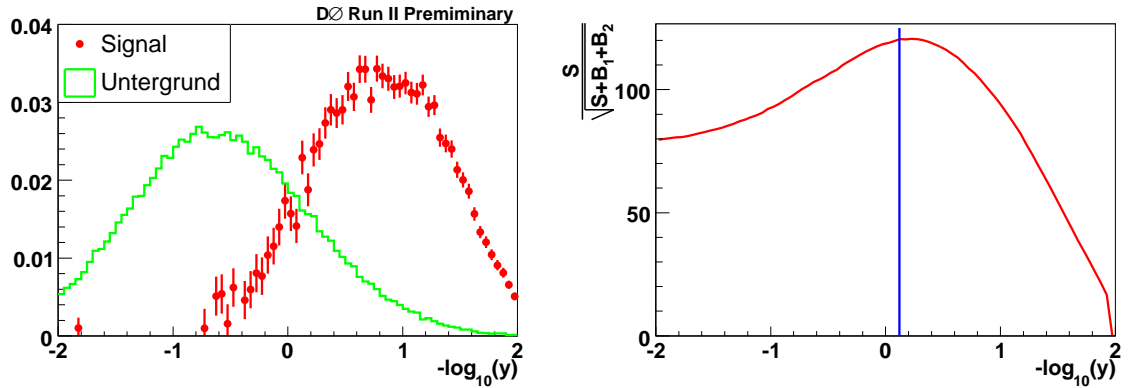 DØ Run II Premiminary
Signal
Untergrund
0.04
0.03
0.02
0.01
0
-2 -1 0 1 2
-log10(y)
S
√S+B1+B2
100
50
0
-2 -1 0 1 2
-log10(y)